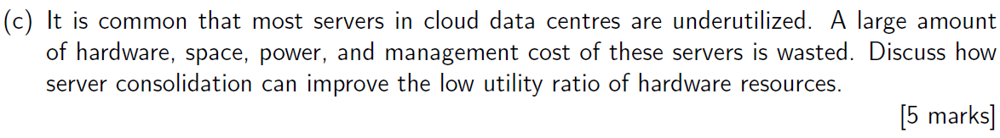 (c) It is common that most servers in cloud data centres are underutilized. A large amount
of hardware, space, power, and management cost of these servers is wasted. Discuss how
server consolidation can improve the low utility ratio of hardware resources.
[5 marks]